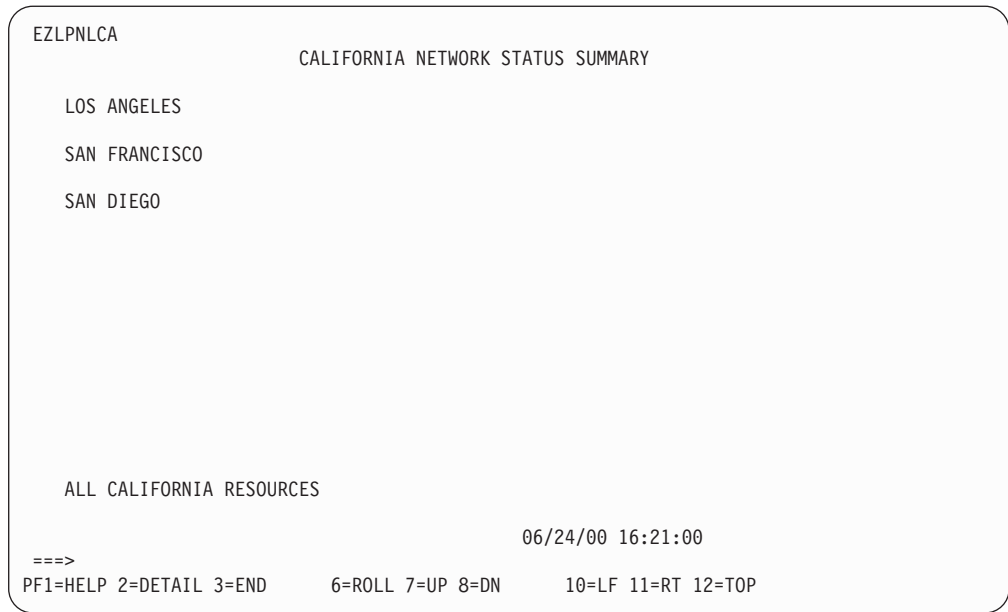 EZLPNLCA
CALIFORNIA NETWORK STATUS SUMMARY
LOS ANGELES
SAN FRANCISCO
SAN DIEGO
ALL CALIFORNIA RESOURCES
06/24/00 16:21:00
===>
PF1=HELP 2=DETAIL 3=END 6=ROLL 7=UP 8=DN 10=LF 11=RT 12=TOP